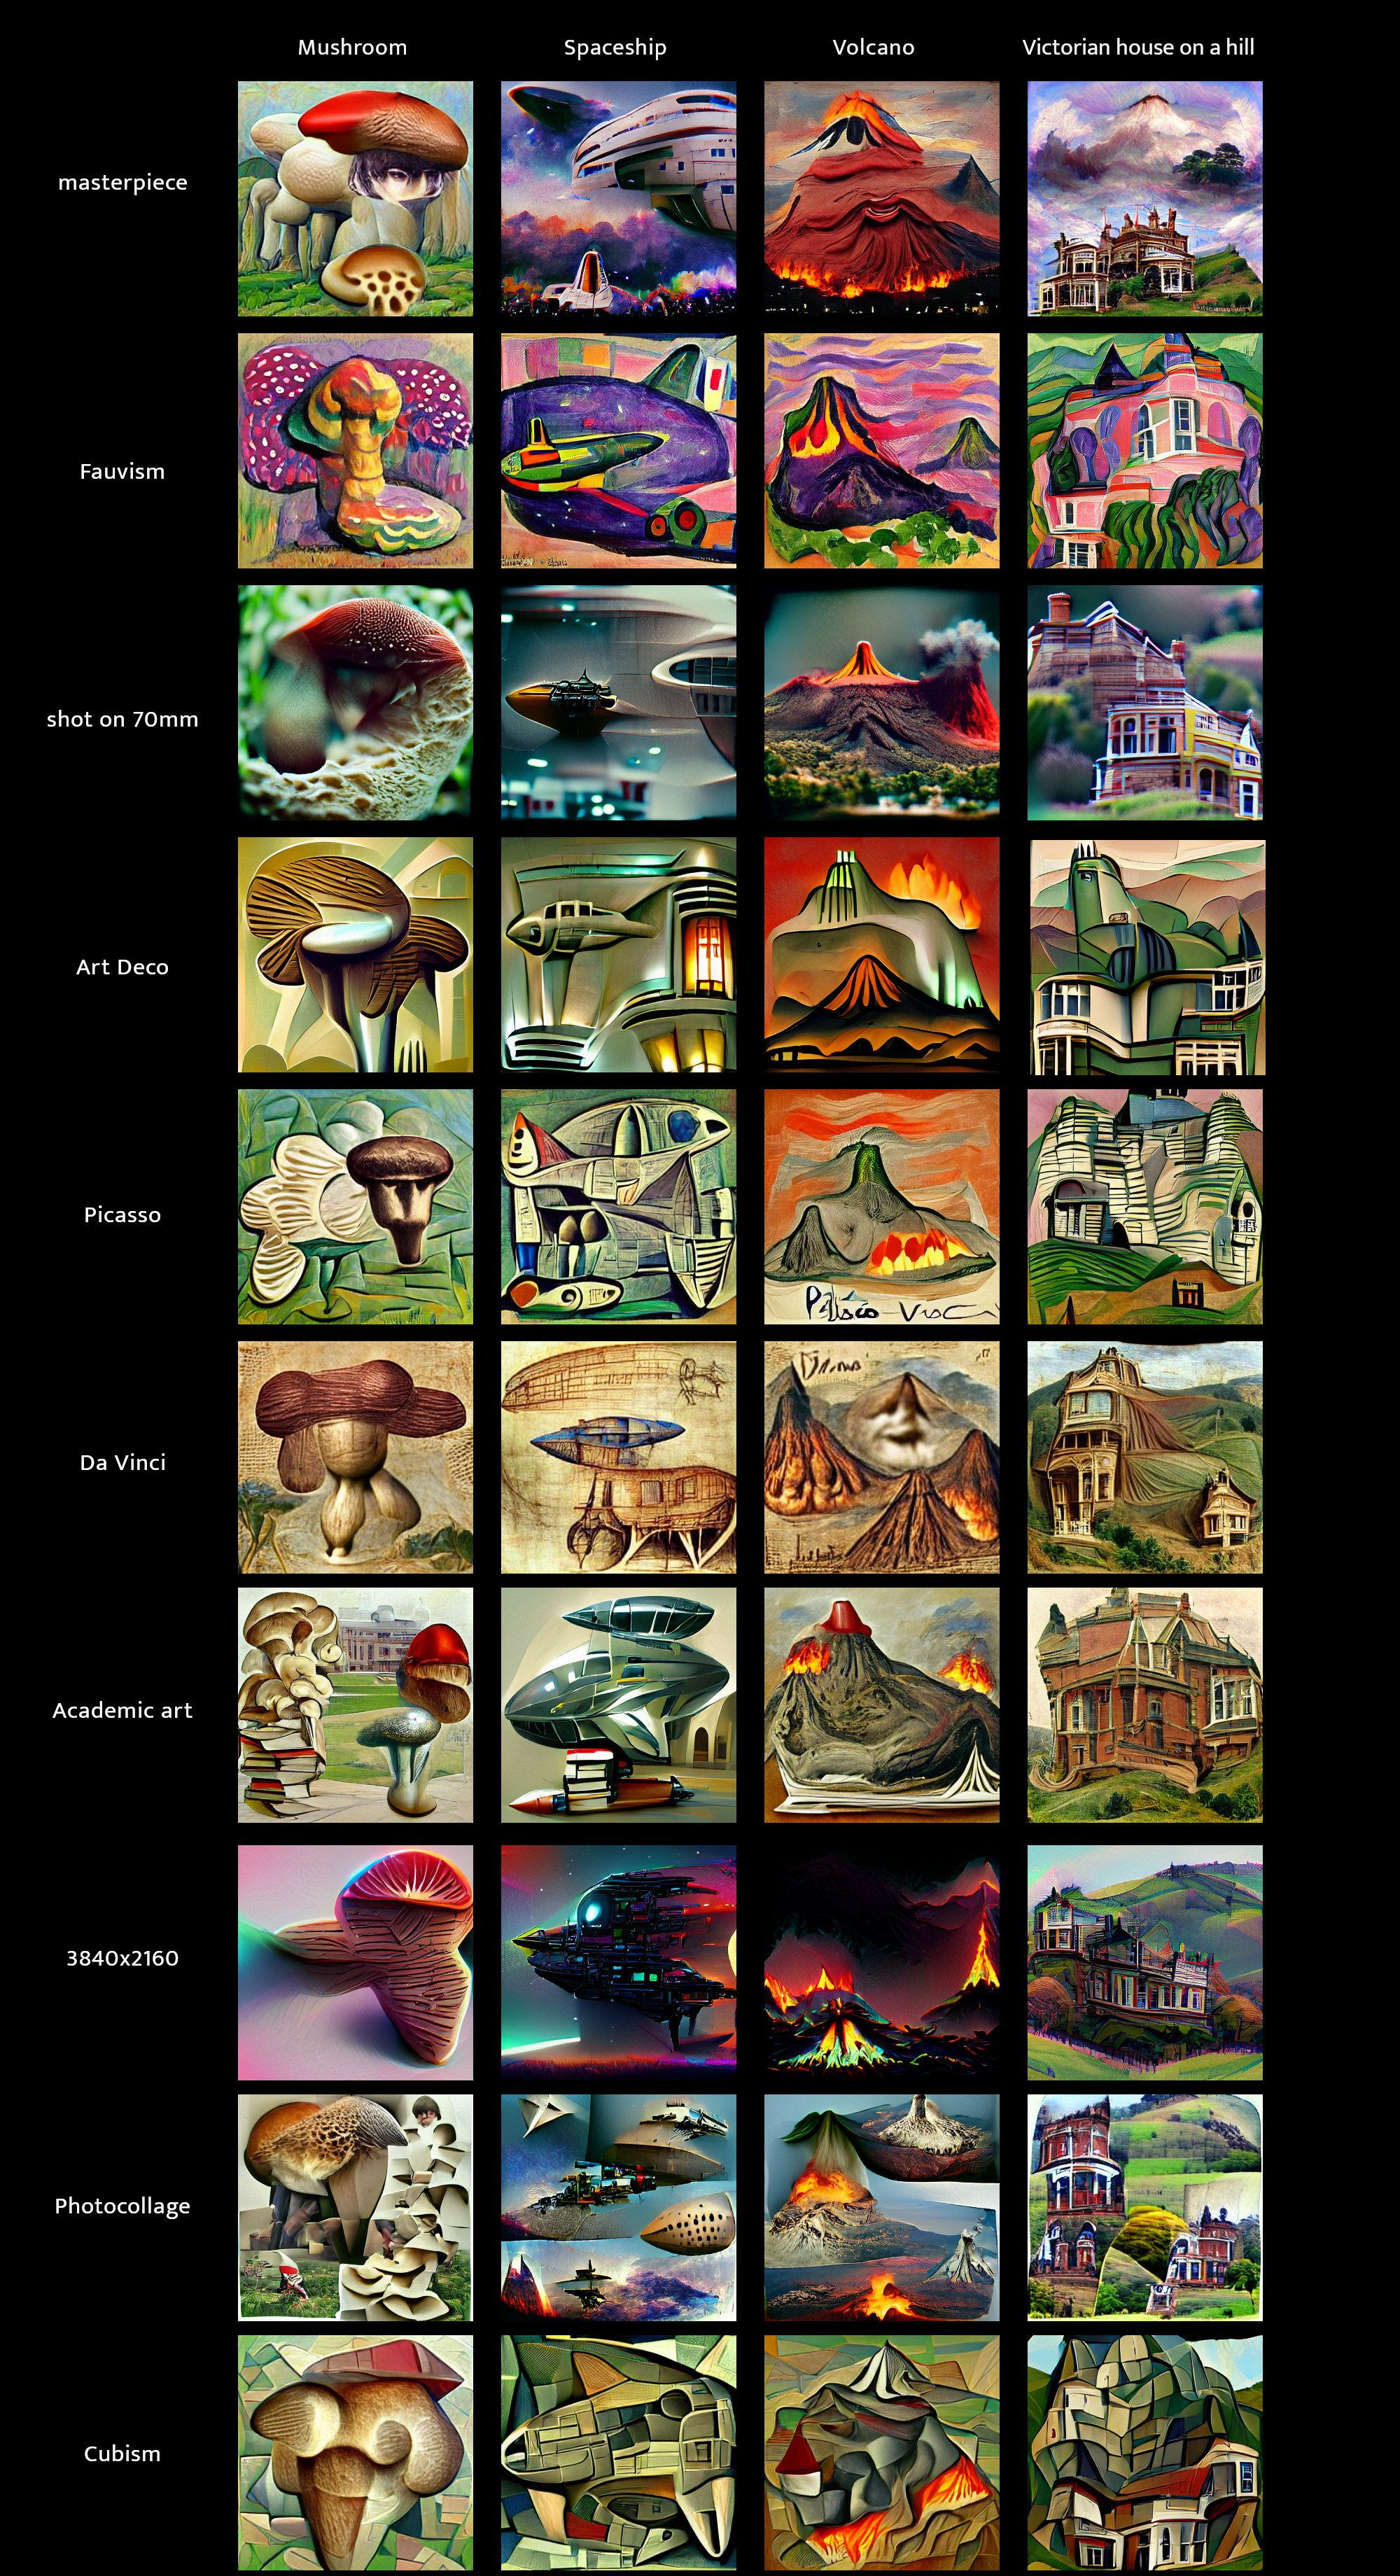 Mushroom
Spaceship
Volcano
Victorian house on a hill
masterpiece
Fauvism
shot on 70mm
Art Deco
Picasso
Da Vinci
Academic art
3840x2160
Photocollage
Cubism